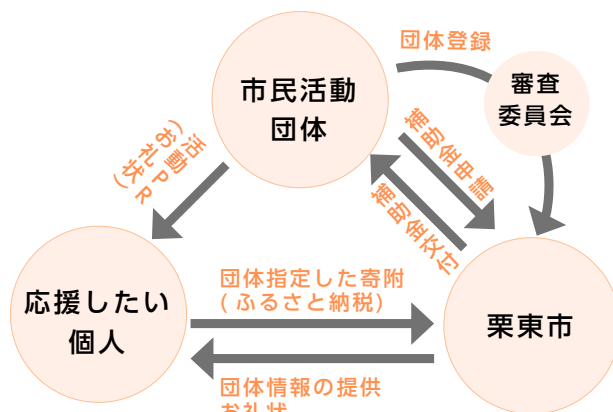 団体登録
市民活動
団体
審査
委員会
補助金申請
補助金交付
活動PR
(お礼状)
団体指定した寄附
(ふるさと納税)
応援したい
個人
栗東市
団体情報の提供
お礼状